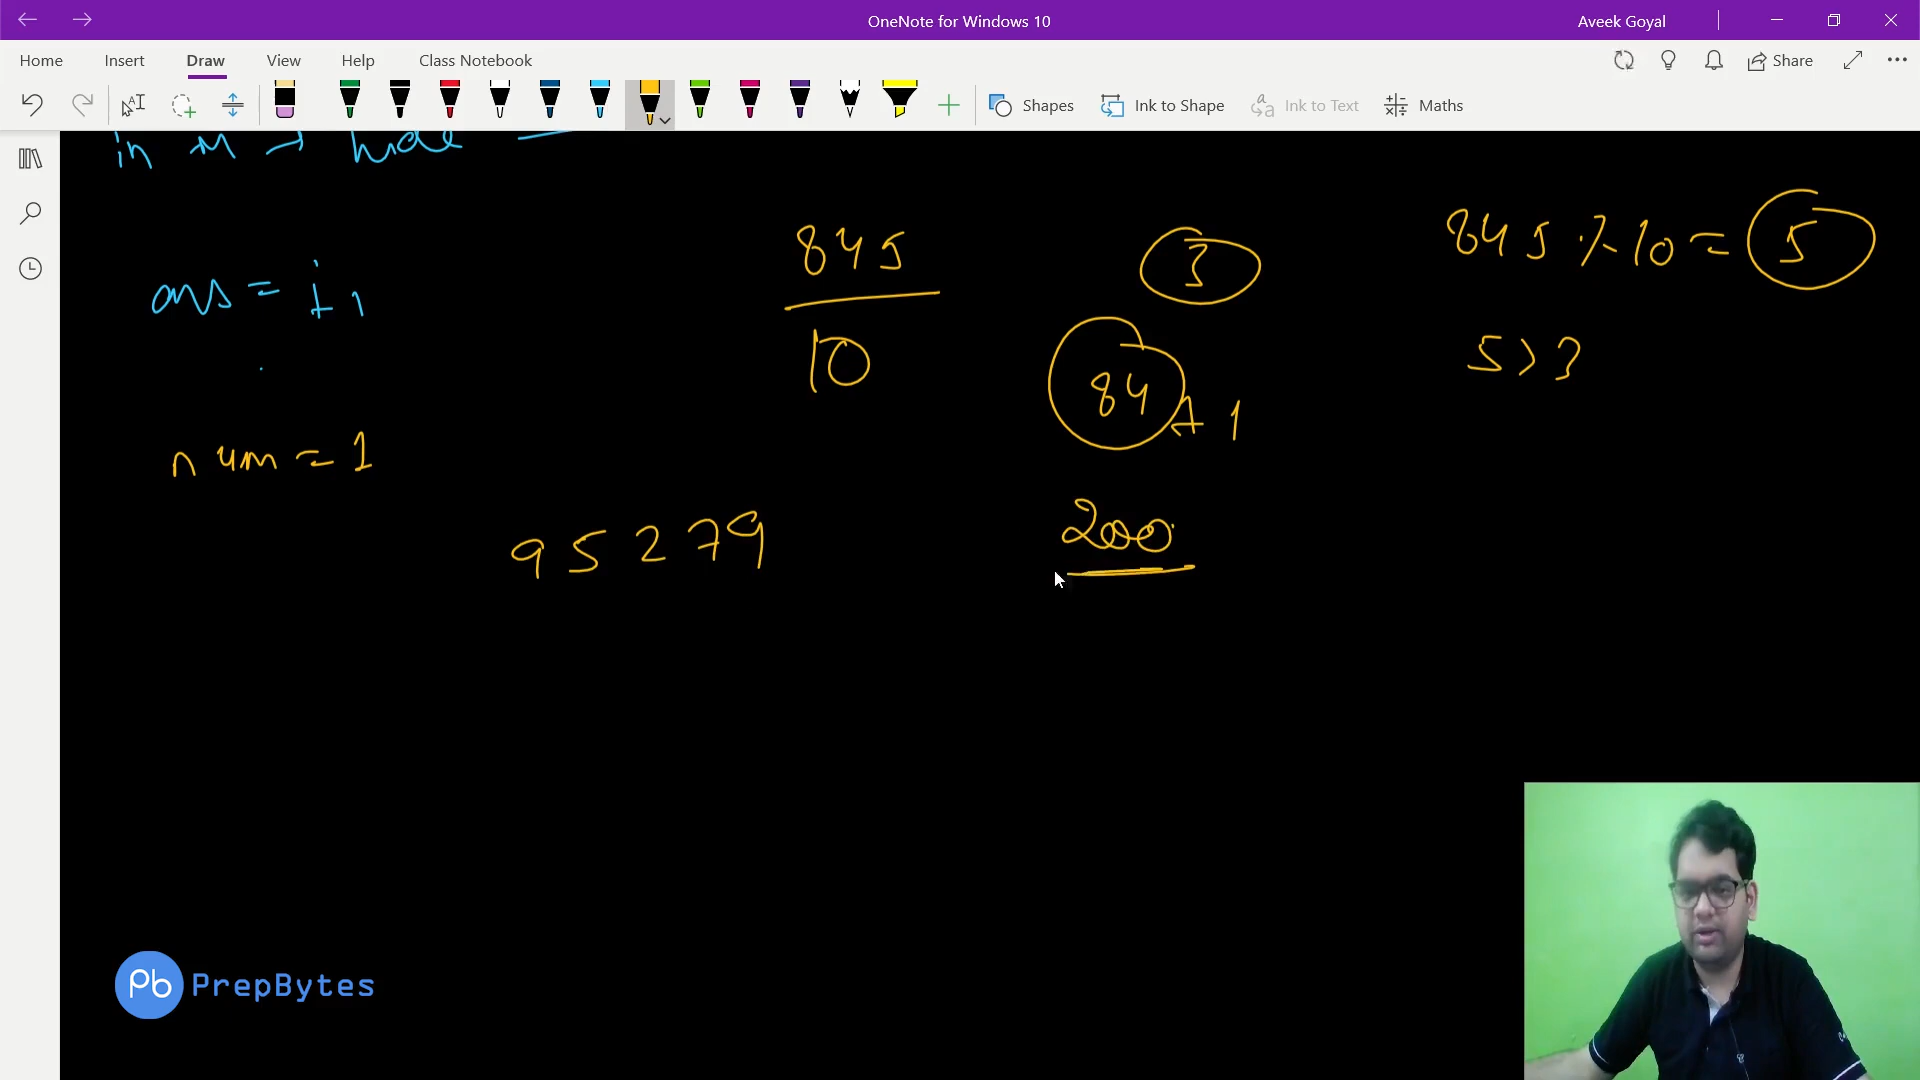 OneNote for Windows 10
Aveek Goyal
Home Insert Draw View Help Class Notebook
Share
Shapes Ink to Shape Ink to Text Maths
in
ans = i,
845
10
3
845 % 10 = 5
84 + 1
5 > 3
num = 1
95279
200
Pb PrepBytes